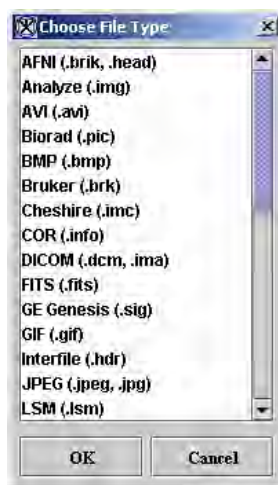 Choose File Type
AFNI (.brik, .head)
Analyze (.img)
AVI (.avi)
Biorad (.pic)
BMP (.bmp)
Bruker (.brk)
Cheshire (.imc)
COR (.info)
DICOM (.dcm, .ima)
FITS (.fits)
GE Genesis (.sig)
GIF (.gif)
Interfile (.hdr)
JPEG (.jpeg, .jpg)
LSM (.lsm)
OK
Cancel